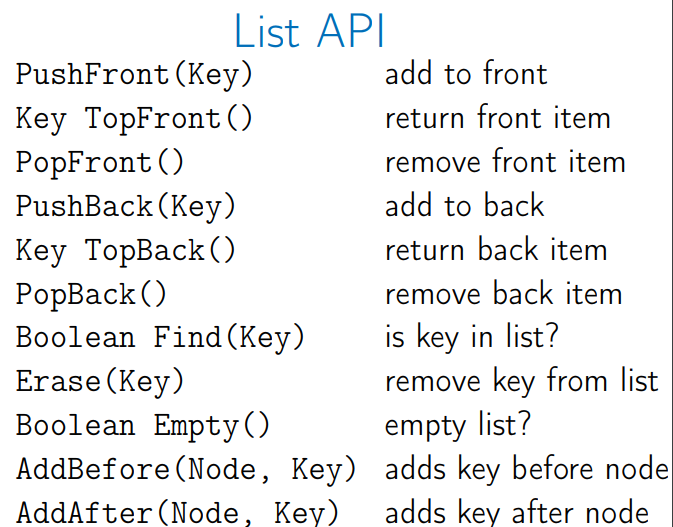 List API
PushFront(Key) add to front
Key TopFront() return front item
PopFront() remove front item
PushBack(Key) add to back
Key TopBack() return back item
PopBack() remove back item
Boolean Find(Key) is key in list?
Erase(Key) remove key from list
Boolean Empty() empty list?
AddBefore(Node, Key) adds key before node
AddAfter(Node, Key) adds key after node